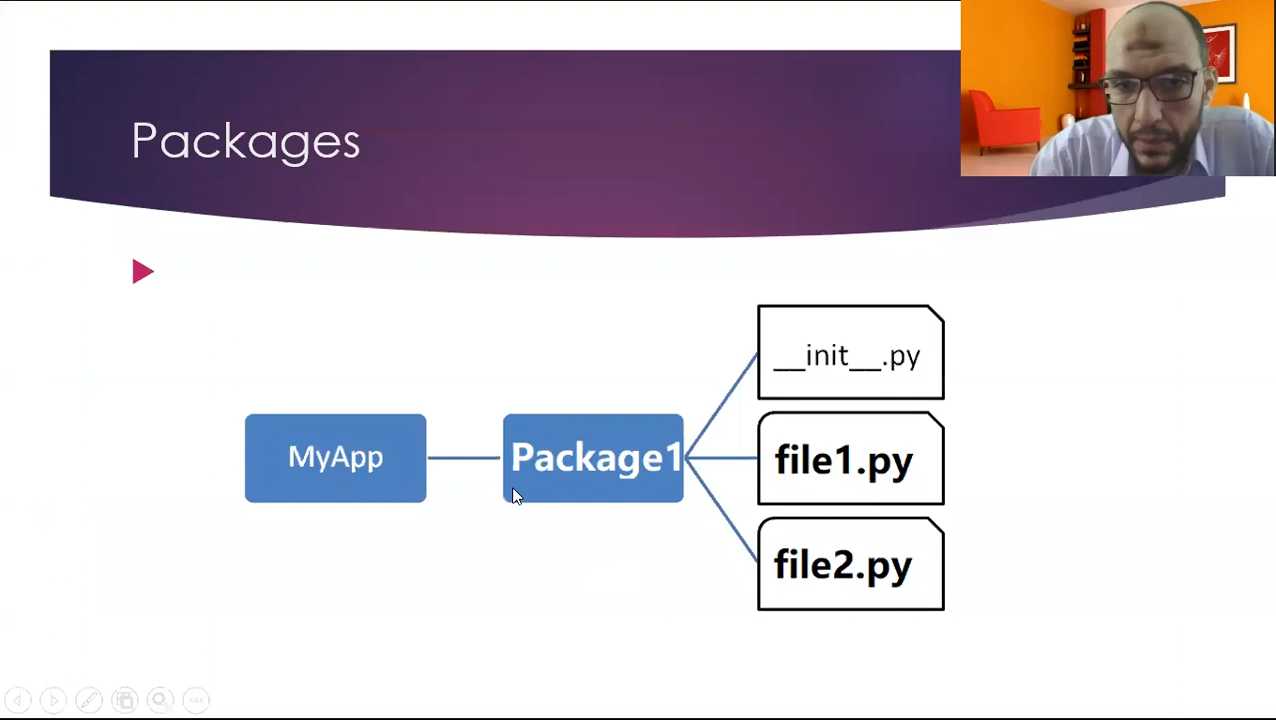 Packages
__init__.py
MyApp
Package1
file1.py
file2.py